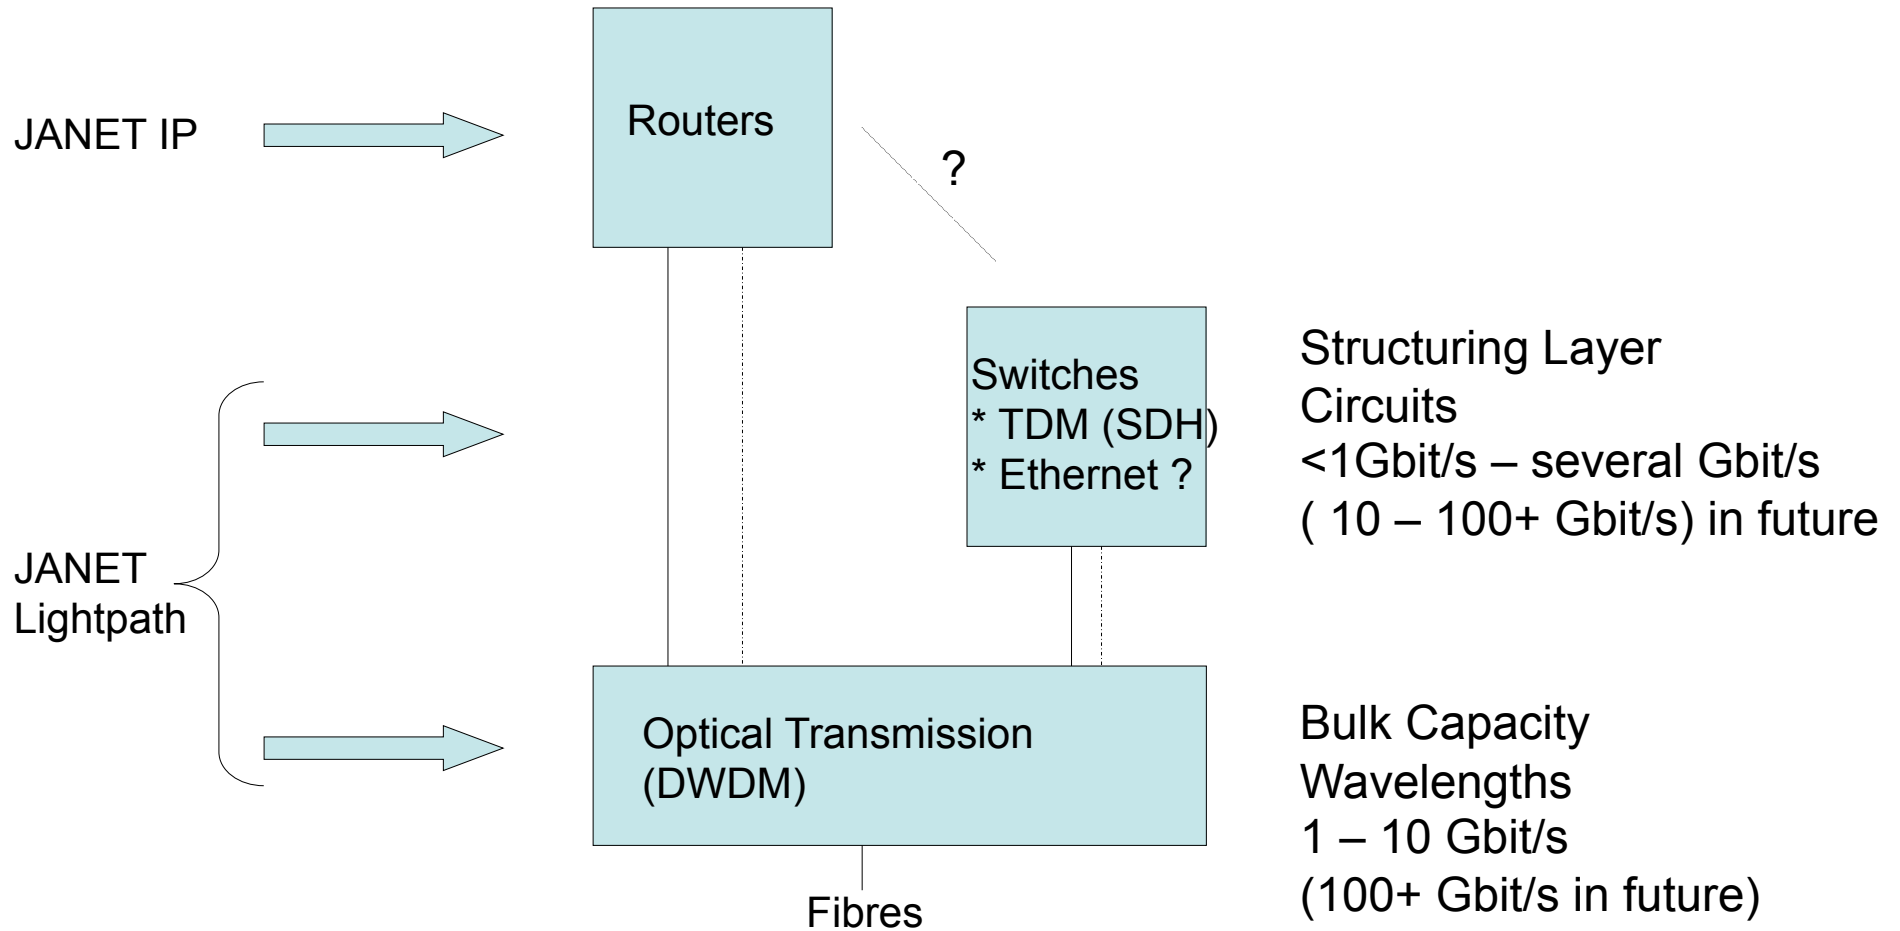 JANET IP
Routers
?
Switches
* TDM (SDH)
* Ethernet ?
Structuring Layer
Circuits
<1Gbit/s – several Gbit/s
( 10 – 100+ Gbit/s) in future
JANET
Lightpath
Optical Transmission
(DWDM)
Bulk Capacity
Wavelengths
1 – 10 Gbit/s
(100+ Gbit/s in future)
Fibres